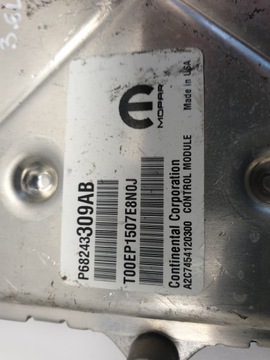 3.6L
MOPAR
Made in USA
P68243309AB
T00EP1507E8N0J
Continental Corporation
A2C7454120300 CONTROL MODULE